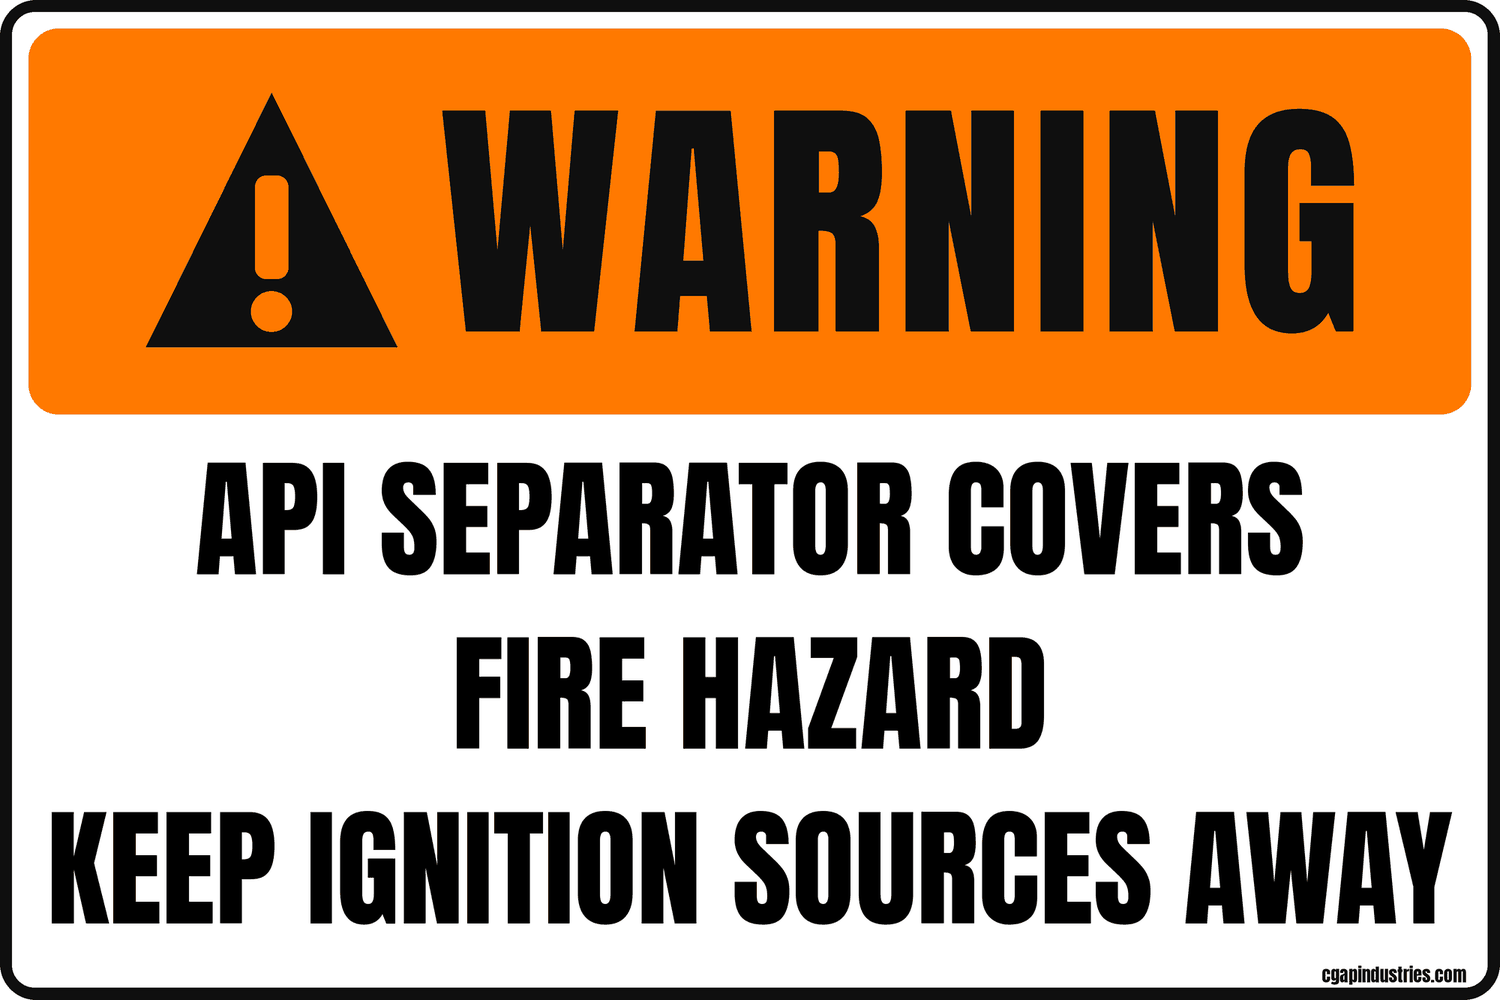 WARNING
API SEPARATOR COVERS
FIRE HAZARD
KEEP IGNITION SOURCES AWAY
cgapindustries.com